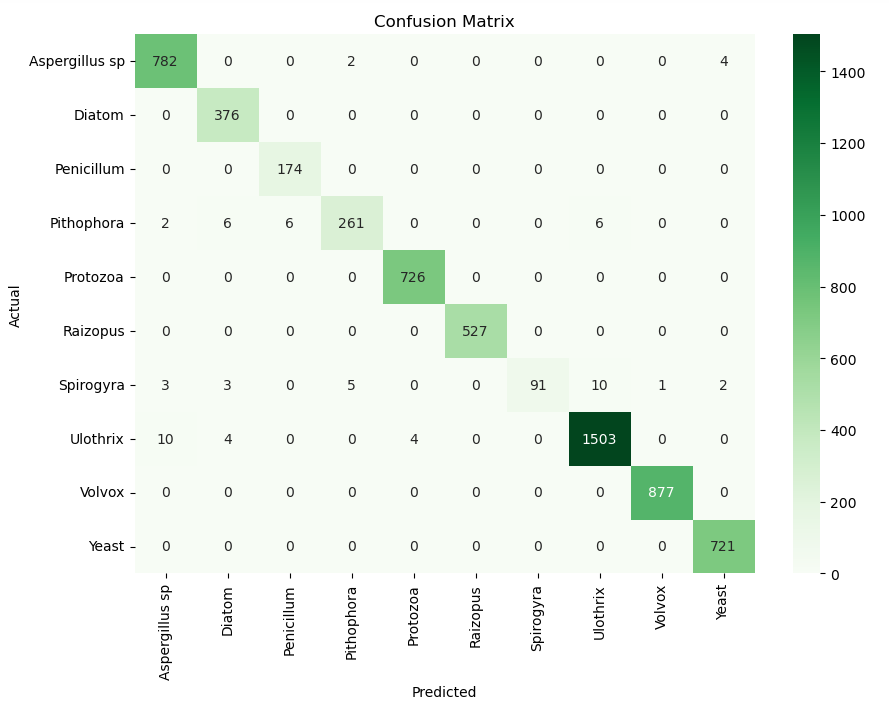 Confusion Matrix
Aspergillus sp 782 0 0 2 0 0 0 0 0 4
Diatom 0 376 0 0 0 0 0 0 0 0
Penicillum 0 0 174 0 0 0 0 0 0 0
Pithophora 2 6 6 261 0 0 0 6 0 0
Protozoa 0 0 0 0 726 0 0 0 0 0
Raizopus 0 0 0 0 0 527 0 0 0 0
Spirogyra 3 3 0 5 0 0 91 10 1 2
Ulothrix 10 4 0 0 4 0 0 1503 0 0
Volvox 0 0 0 0 0 0 0 0 877 0
Yeast 0 0 0 0 0 0 0 0 0 721
Actual
Aspergillus sp
Diatom
Penicillum
Pithophora
Protozoa
Raizopus
Spirogyra
Ulothrix
Volvox
Yeast
Predicted
1400
1200
1000
800
600
400
200
0